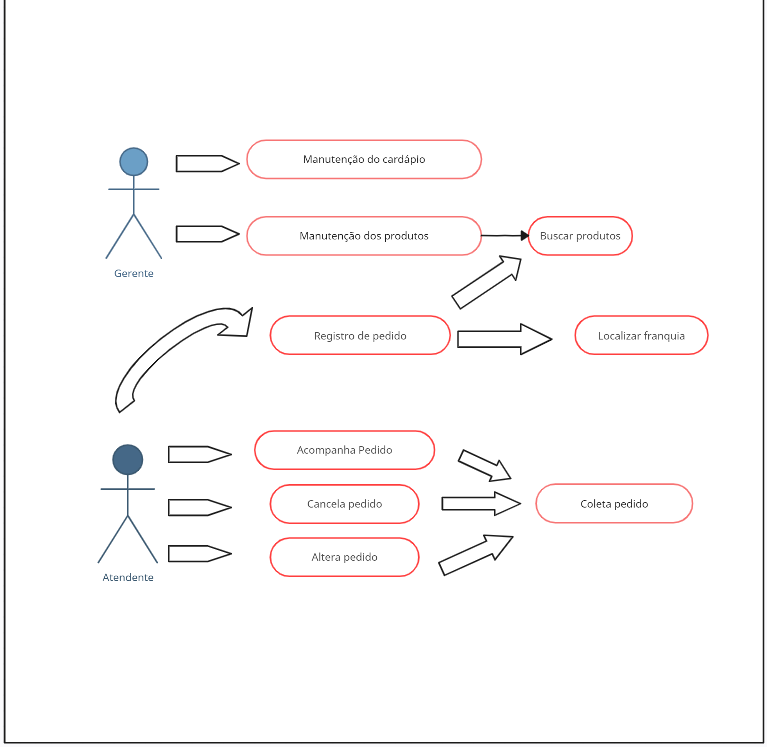 Manutenção do cardápio
Manutenção dos produtos
Buscar produtos
Gerente
Registro de pedido
Localizar franquia
Acompanha Pedido
Cancela pedido
Coleta pedido
Altera pedido
Atendente